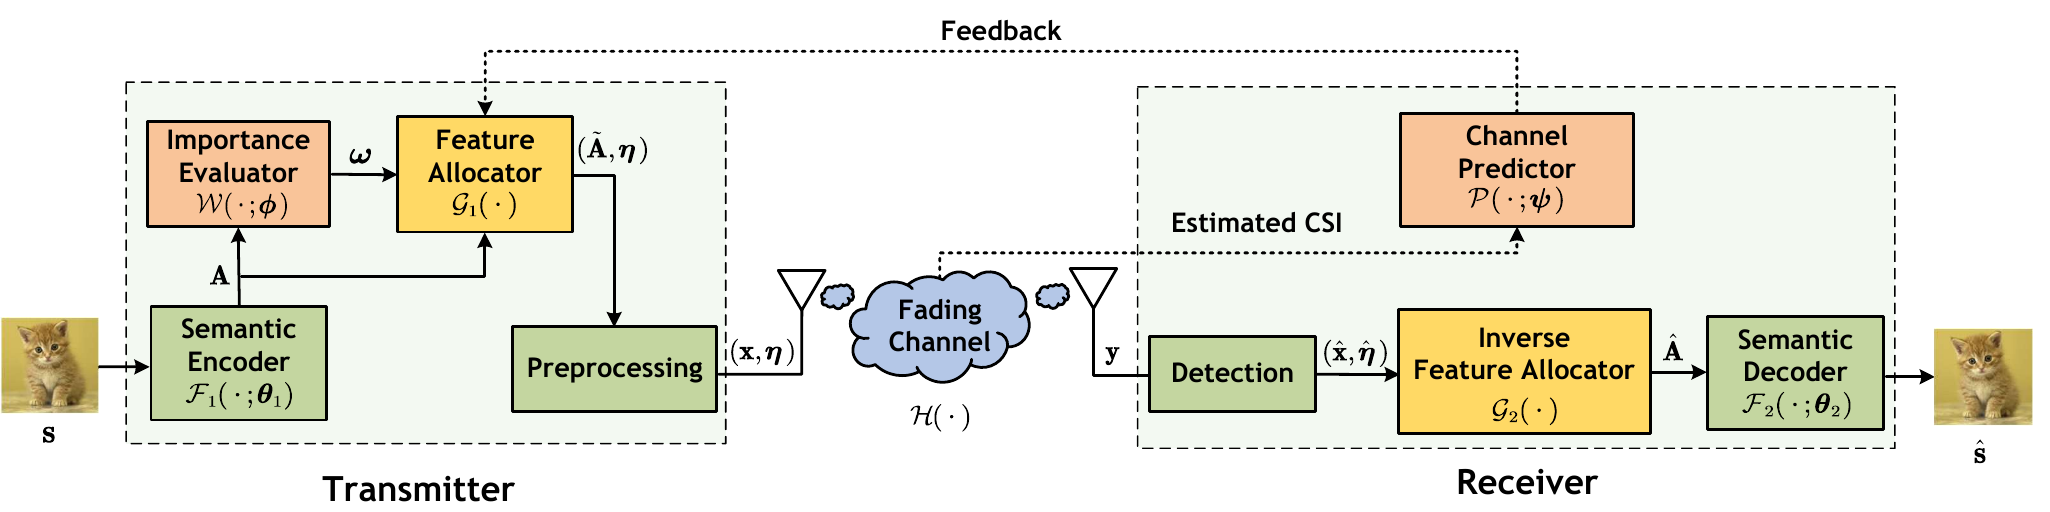 Feedback
Importance
Evaluator
𝒲(·;ϕ)
ω
Feature
Allocator
𝒢₁(·)
(Ã, η)
Channel
Predictor
𝒫(·;ψ)
Estimated CSI
A
Semantic
Encoder
ℱ₁(·;θ₁)
Preprocessing
(x, η)
Fading
Channel
ℋ(·)
y
Detection
(x̂, η̂)
Inverse
Feature Allocator
𝒢₂(·)
Â
Semantic
Decoder
ℱ₂(·;θ₂)
s
ŝ
Transmitter
Receiver